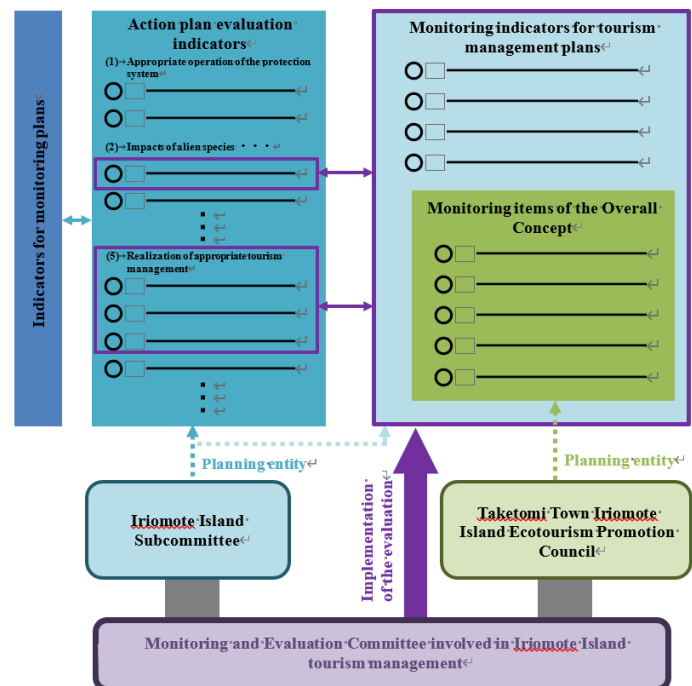 Indicators for monitoring plans
Action plan evaluation
indicators
(1)→Appropriate operation of the protection
system
(2)→Impacts of alien species・・・・
(5)→Realization of appropriate tourism
management
Monitoring indicators for tourism
management plans
Monitoring items of the Overall
Concept
Planning entity
Planning entity
Iriomote Island
Subcommittee
Implementation
of the evaluation
Taketomi Town Iriomote
Island Ecotourism Promotion
Council
Monitoring and Evaluation Committee involved in Iriomote Island
tourism management